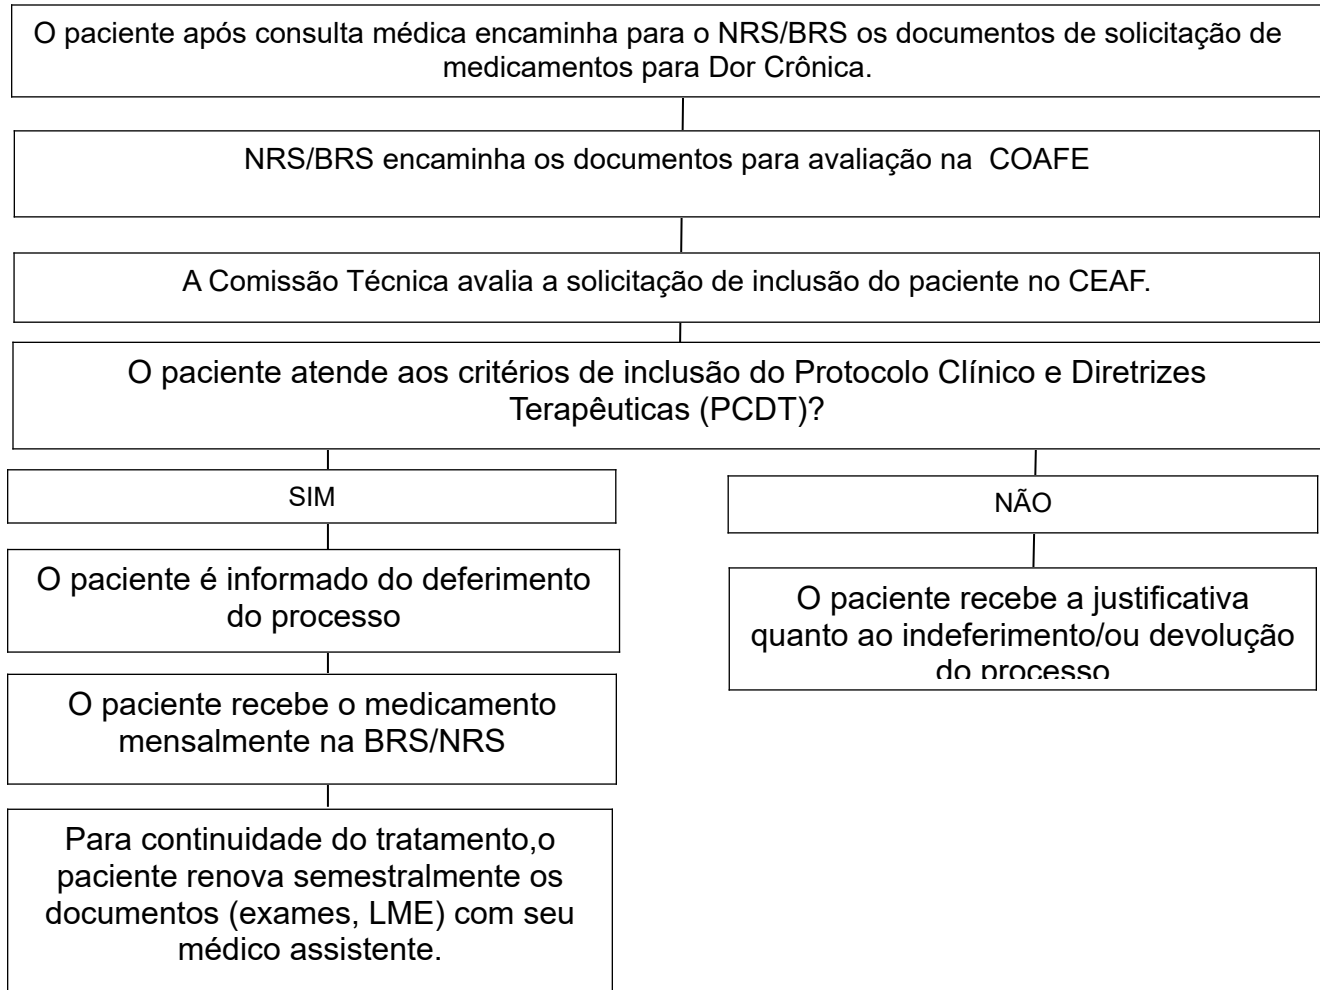 O paciente após consulta médica encaminha para o NRS/BRS os documentos de solicitação de
medicamentos para Dor Crônica.
NRS/BRS encaminha os documentos para avaliação na COAFE
A Comissão Técnica avalia a solicitação de inclusão do paciente no CEAF.
O paciente atende aos critérios de inclusão do Protocolo Clínico e Diretrizes
Terapêuticas (PCDT)?
SIM
O paciente é informado do deferimento
do processo
O paciente recebe o medicamento
mensalmente na BRS/NRS
Para continuidade do tratamento,o
paciente renova semestralmente os
documentos (exames, LME) com seu
médico assistente.
NÃO
O paciente recebe a justificativa
quanto ao indeferimento/ou devolução
do processo